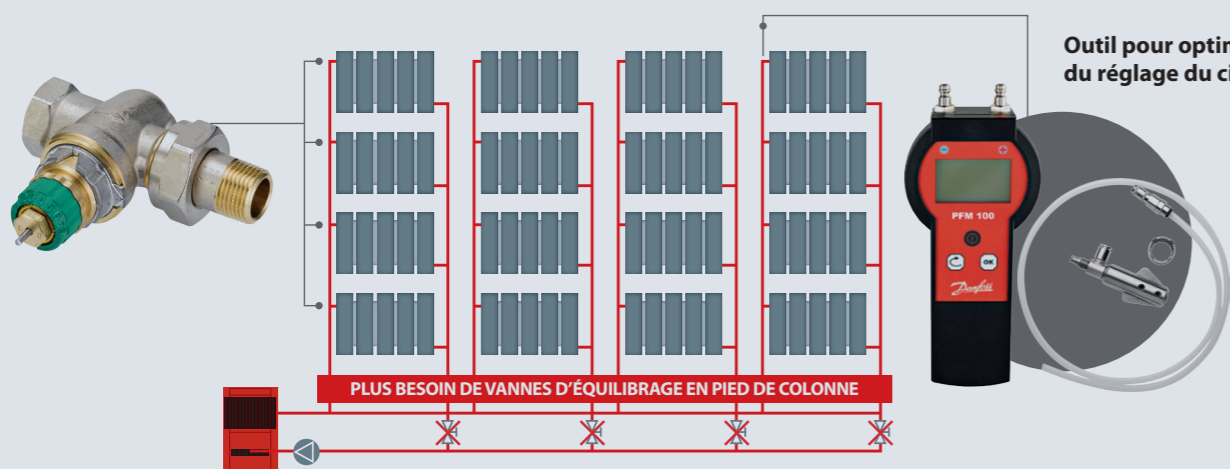 Outil pour optim
du réglage du ci
PFM 100
OK
Danfoss
PLUS BESOIN DE VANNES D'ÉQUILIBRAGE EN PIED DE COLONNE